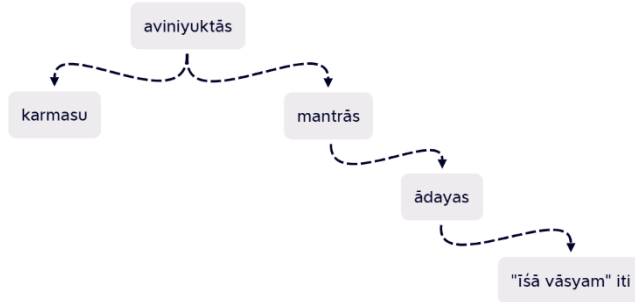 aviniyuktās
karmasu
mantrās
ādayas
"īśā vāsyam" iti